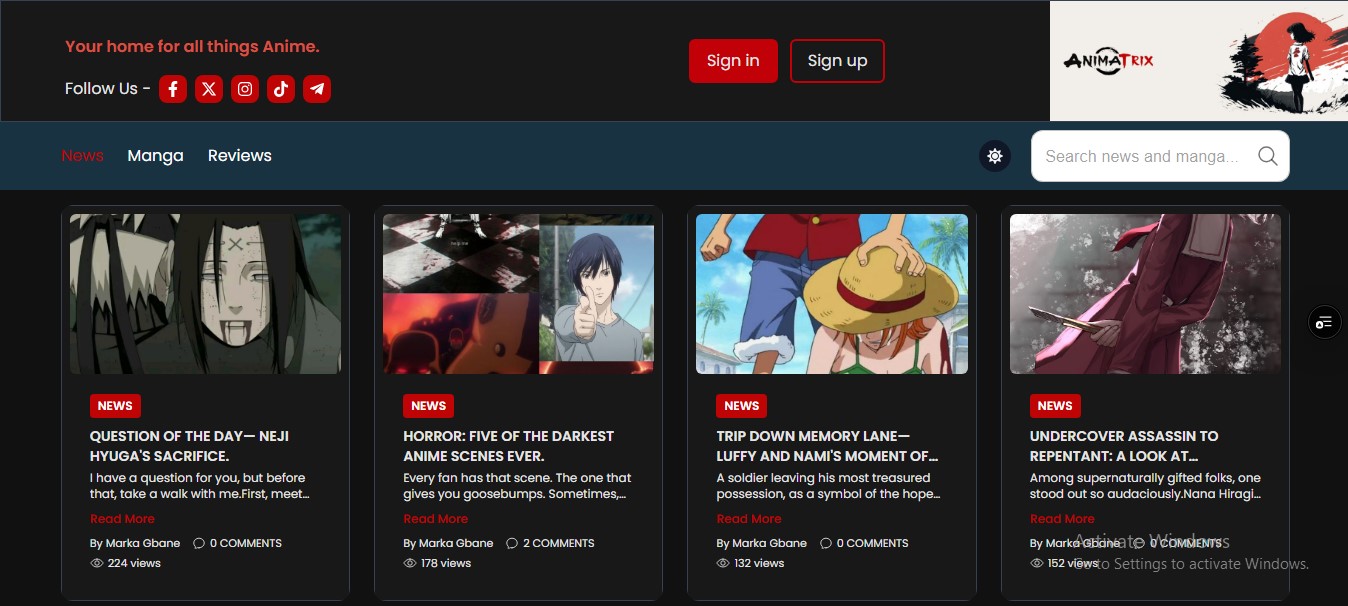 Your home for all things Anime.
Follow Us -
Sign in
Sign up
ANIMATRIX
News
Manga
Reviews
Search news and manga...
NEWS
QUESTION OF THE DAY— NEJI
HYUGA'S SACRIFICE.
I have a question for you, but before
that, take a walk with me.First, meet...
Read More
By Marka Gbane
0 COMMENTS
224 views
NEWS
HORROR: FIVE OF THE DARKEST
ANIME SCENES EVER.
Every fan has that scene. The one that
gives you goosebumps. Sometimes,...
Read More
By Marka Gbane
2 COMMENTS
178 views
NEWS
TRIP DOWN MEMORY LANE—
LUFFY AND NAMI'S MOMENT OF...
A soldier leaving his most treasured
possession, as a symbol of the hope...
Read More
By Marka Gbane
0 COMMENTS
132 views
NEWS
UNDERCOVER ASSASSIN TO
REPENTANT: A LOOK AT...
Among supernaturally gifted folks, one
stood out so audaciously.Nana Hiragi...
Read More
By Marka Gbane
0 COMMENTS
152 views
Activate Windows
Go to Settings to activate Windows.